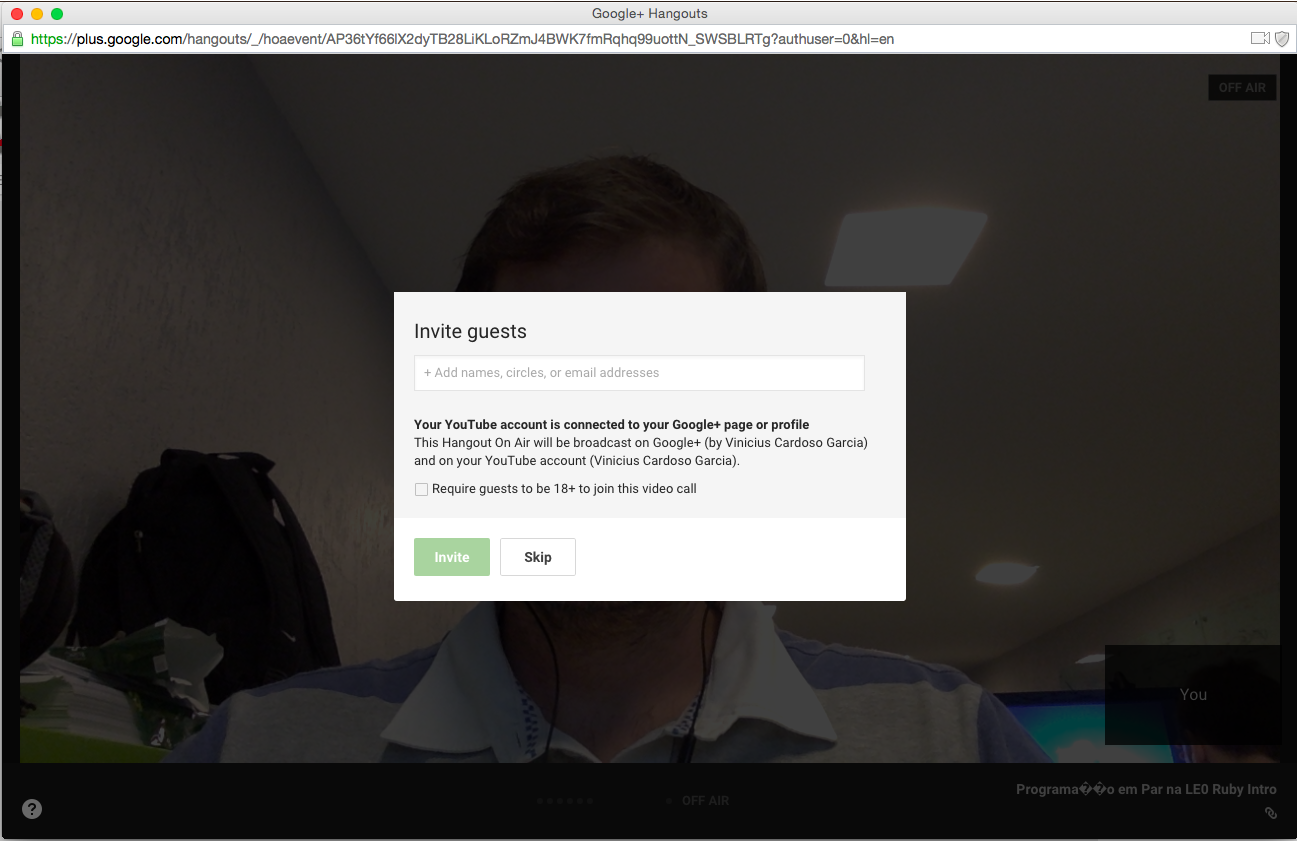 Google+ Hangouts
https://plus.google.com/hangouts/_/hoaevent/AP36tYf66lX2dyTB28LiKLoRZmJ4BWK7fmRqhq99uottN_SWSBLRTg?authuser=0&hl=en
OFF AIR
Invite guests
+ Add names, circles, or email addresses
Your YouTube account is connected to your Google+ page or profile
This Hangout On Air will be broadcast on Google+ (by Vinicius Cardoso Garcia)
and on your YouTube account (Vinicius Cardoso Garcia).
Require guests to be 18+ to join this video call
Invite Skip
You
Programa��o em Par na LE0 Ruby Intro
? OFF AIR